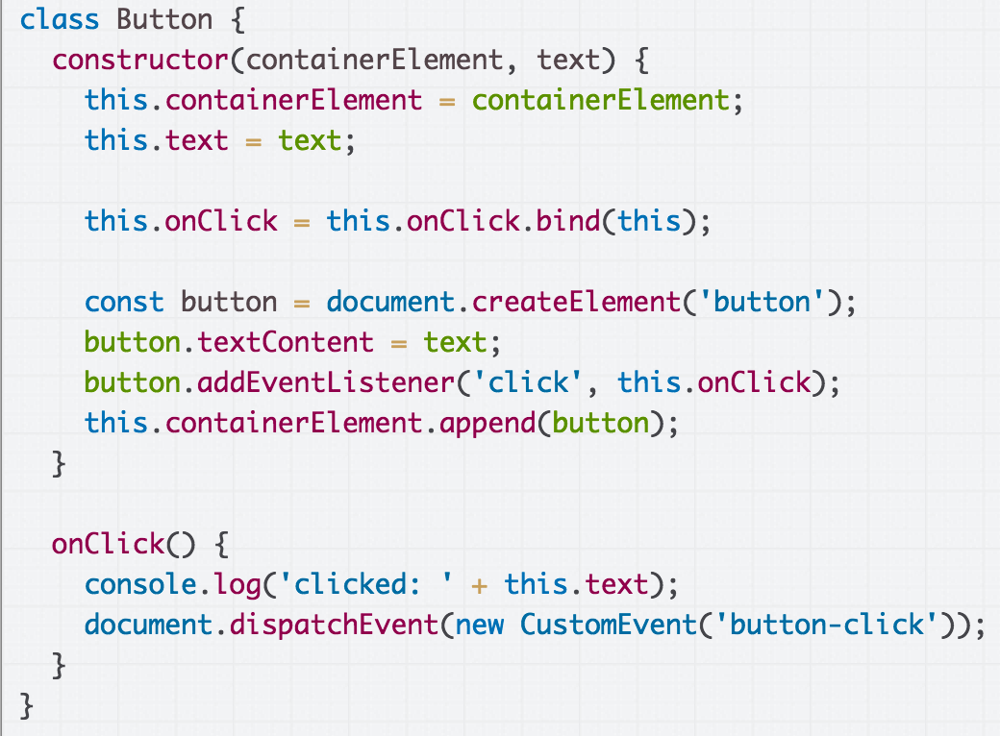 class Button {
  constructor(containerElement, text) {
    this.containerElement = containerElement;
    this.text = text;

    this.onClick = this.onClick.bind(this);

    const button = document.createElement('button');
    button.textContent = text;
    button.addEventListener('click', this.onClick);
    this.containerElement.append(button);
  }

  onClick() {
    console.log('clicked: ' + this.text);
    document.dispatchEvent(new CustomEvent('button-click'));
  }
}